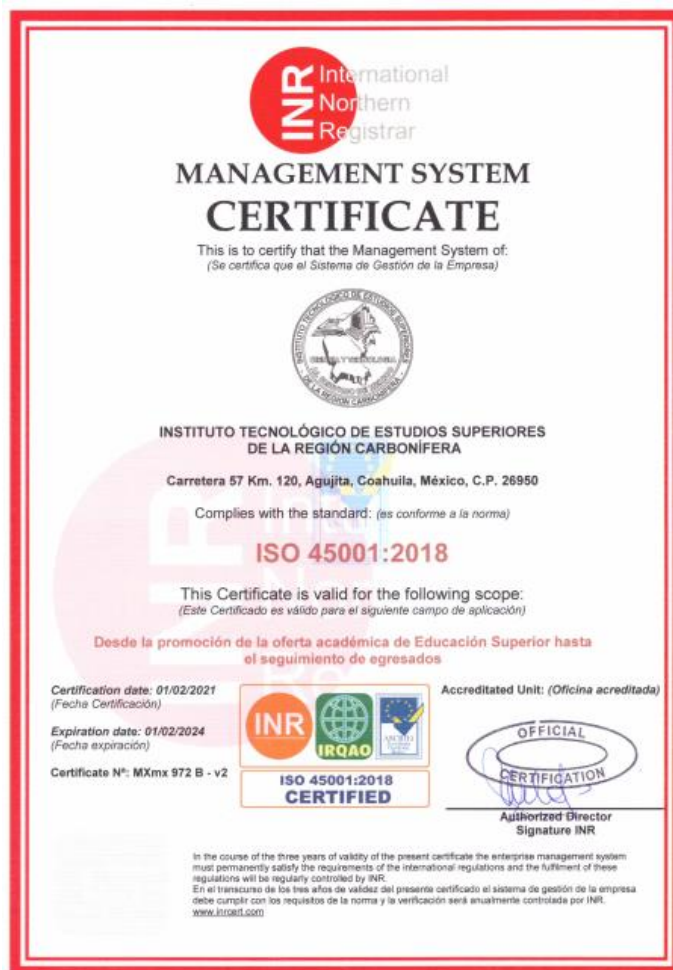 INR International
Northern
Registrar
MANAGEMENT SYSTEM
CERTIFICATE
This is to certify that the Management System of:
(Se certifica que el Sistema de Gestión de la Empresa)
INSTITUTO TECNOLÓGICO DE ESTUDIOS SUPERIORES
DE LA REGIÓN CARBONÍFERA
INSTITUTO TECNOLÓGICO DE ESTUDIOS SUPERIORES
DE LA REGIÓN CARBONÍFERA
Carretera 57 Km. 120, Agujita, Coahuila, México, C.P. 26950
Complies with the standard: (es conforme a la norma)
ISO 45001:2018
This Certificate is valid for the following scope:
(Este Certificado es válido para el siguiente campo de aplicación)
Desde la promoción de la oferta académica de Educación Superior hasta
el seguimiento de egresados
Certification date: 01/02/2021
(Fecha Certificación)
Expiration date: 01/02/2024
(Fecha expiración)
Certificate Nº: MXmx 972 B - v2
INR
IRQAO
ISO 45001:2018
CERTIFIED
Accreditated Unit: (Oficina acreditada)
OFFICIAL
CERTIFICATION
Authorized Director
Signature INR
In the course of the three years of validity of the present certificate the enterprise management system
must permanently satisfy the requirements of the international regulations and the fulfilment of these
regulations will be regularly controlled by INR.
En el transcurso de los tres años de validez del presente certificado el sistema de gestión de la empresa
debe cumplir con los requisitos de la norma y la verificación será anualmente controlada por INR.
www.inrcert.com